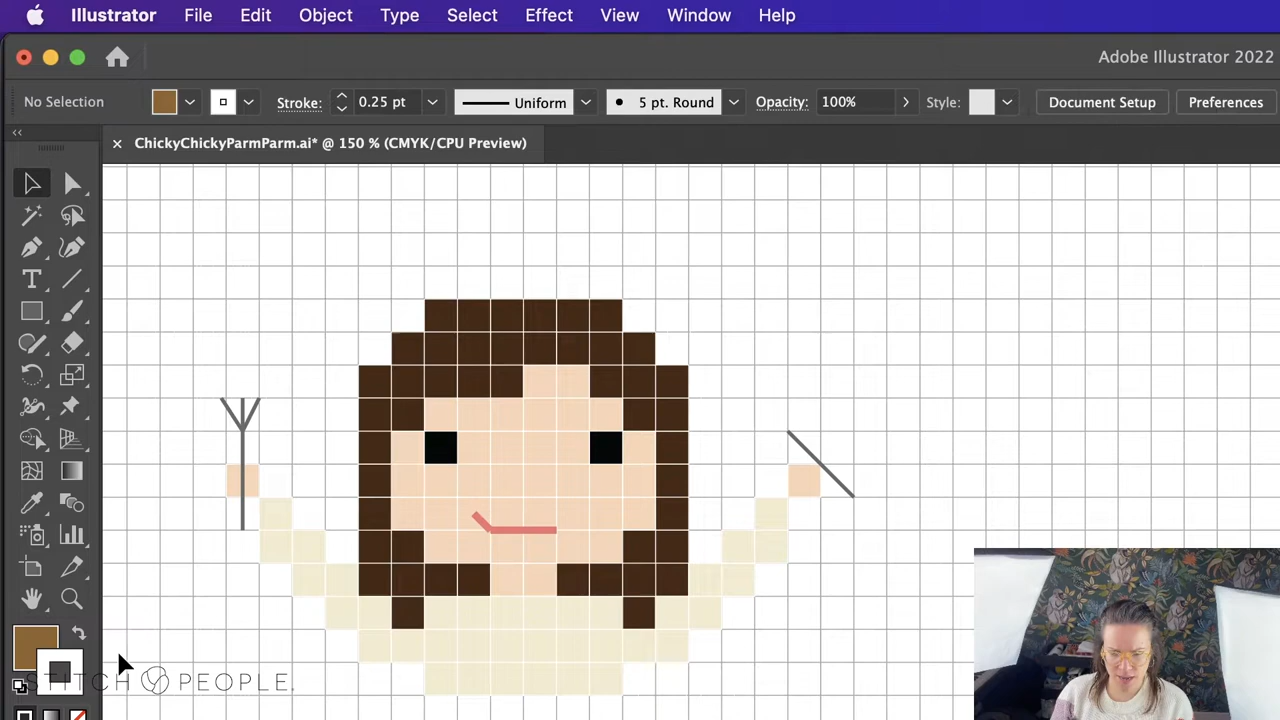 Illustrator File Edit Object Type Select Effect View Window Help
Adobe Illustrator 2022
No Selection Stroke: 0.25 pt Uniform 5 pt. Round Opacity: 100% Style: Document Setup Preferences
× ChickyChickyParmParm.ai* @ 150 % (CMYK/CPU Preview)
STITCH PEOPLE.